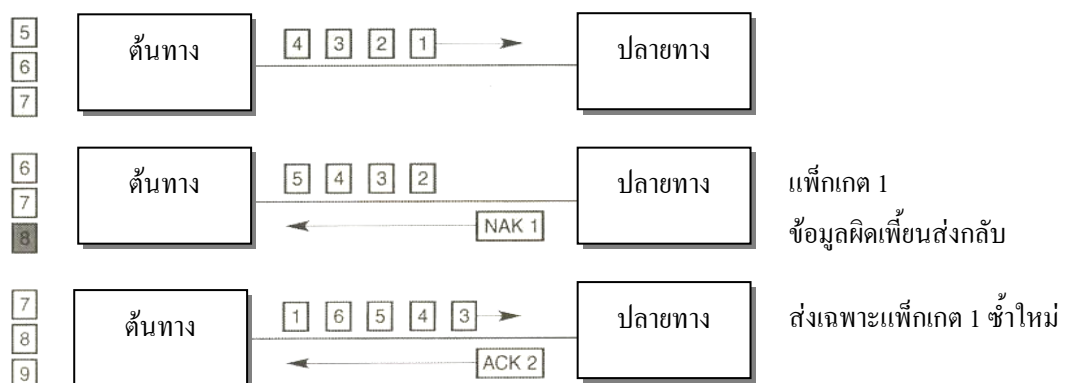 5
6
7
ต้นทาง
4 3 2 1
ปลายทาง
6
7
8
ต้นทาง
5 4 3 2
NAK 1
ปลายทาง
แพ็กเกต 1
ข้อมูลผิดเพี้ยนส่งกลับ
7
8
9
ต้นทาง
1 6 5 4 3
ACK 2
ปลายทาง
ส่งเฉพาะแพ็กเกต 1 ซ้ำใหม่